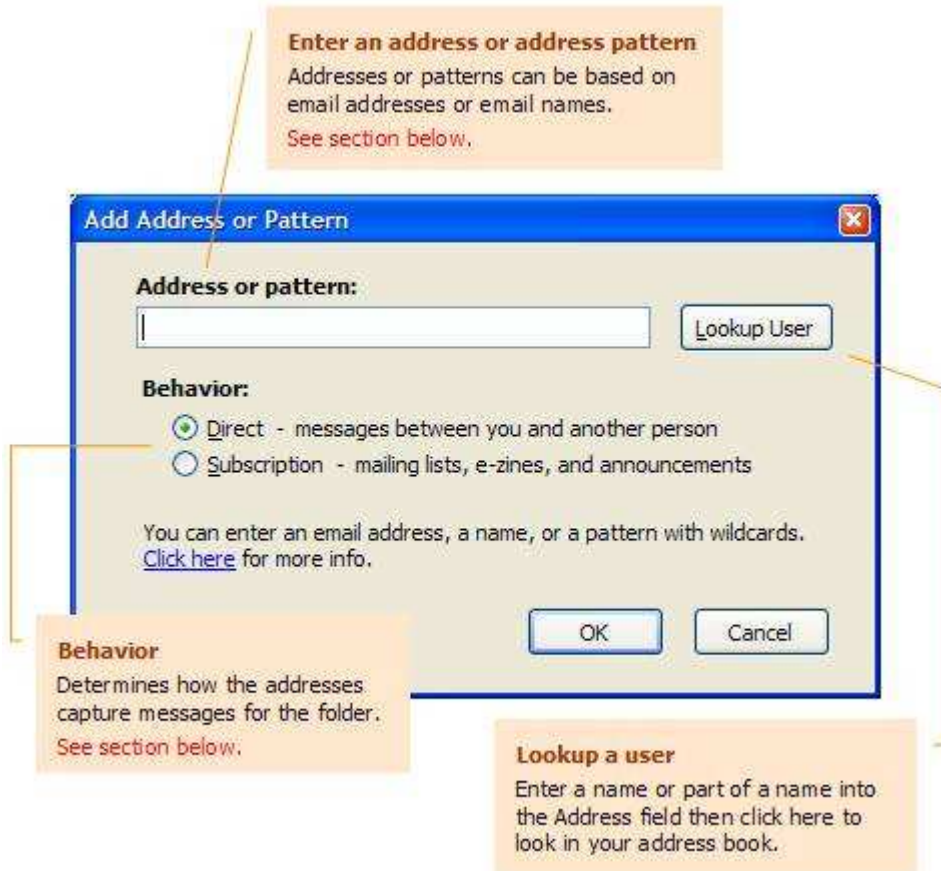 Enter an address or address pattern
Addresses or patterns can be based on
email addresses or email names.
See section below.
Add Address or Pattern
Address or pattern:
Lookup User
Behavior:
Direct - messages between you and another person
Subscription - mailing lists, e-zines, and announcements
You can enter an email address, a name, or a pattern with wildcards.
Click here for more info.
OK
Cancel
Behavior
Determines how the addresses
capture messages for the folder.
See section below.
Lookup a user
Enter a name or part of a name into
the Address field then click here to
look in your address book.